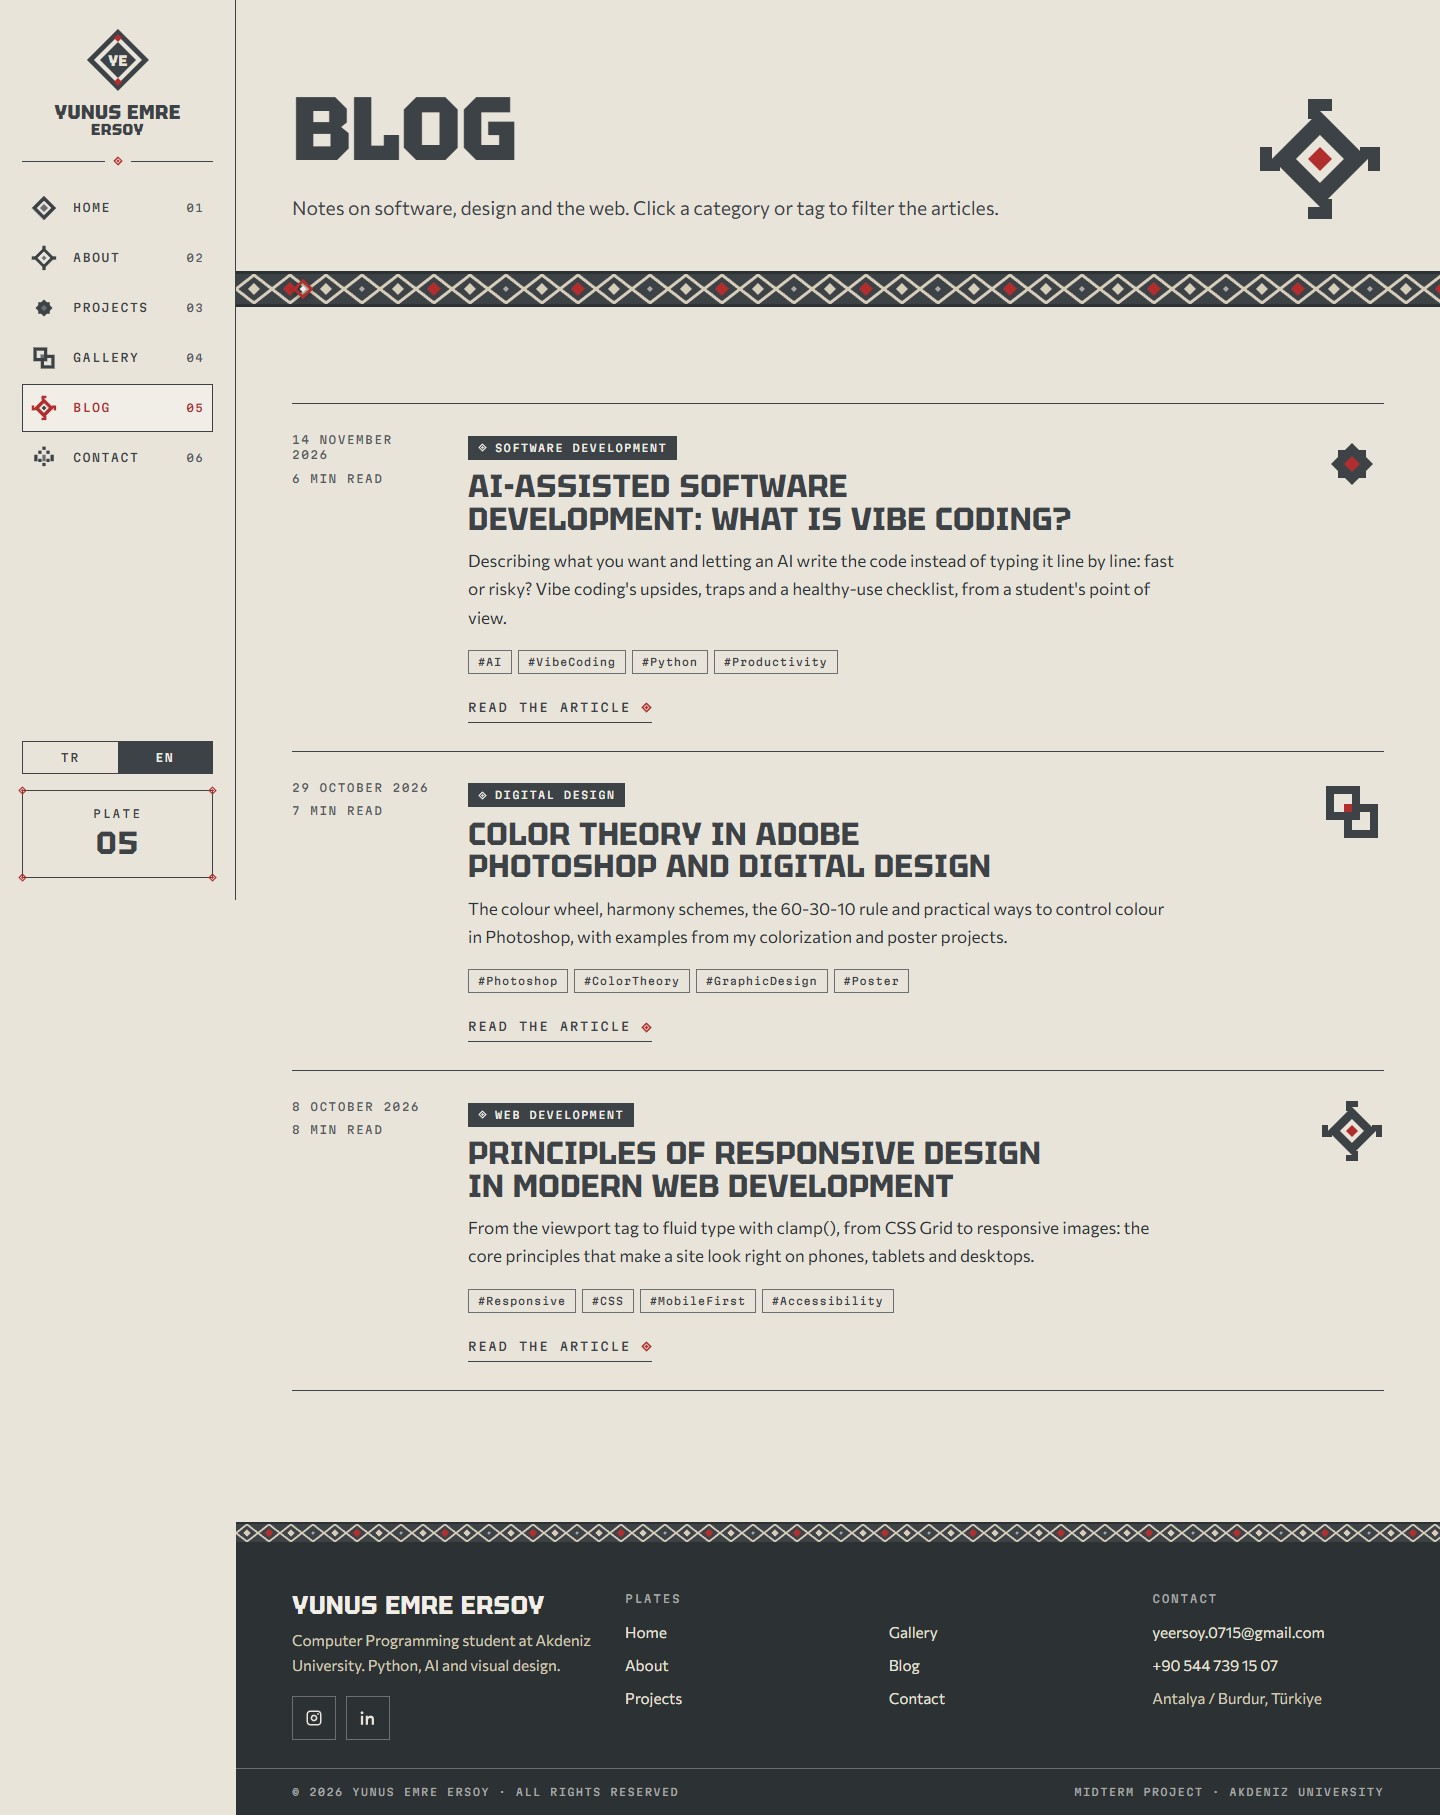 VE
YUNUS EMRE
ERSOY
HOME 01
ABOUT 02
PROJECTS 03
GALLERY 04
BLOG 05
CONTACT 06
TR EN
PLATE
05
BLOG
Notes on software, design and the web. Click a category or tag to filter the articles.
14 NOVEMBER
2026
6 MIN READ
SOFTWARE DEVELOPMENT
AI-ASSISTED SOFTWARE
DEVELOPMENT: WHAT IS VIBE CODING?
Describing what you want and letting an AI write the code instead of typing it line by line: fast
or risky? Vibe coding's upsides, traps and a healthy-use checklist, from a student's point of
view.
#AI #VibeCoding #Python #Productivity
READ THE ARTICLE
29 OCTOBER 2026
7 MIN READ
DIGITAL DESIGN
COLOR THEORY IN ADOBE
PHOTOSHOP AND DIGITAL DESIGN
The colour wheel, harmony schemes, the 60-30-10 rule and practical ways to control colour
in Photoshop, with examples from my colorization and poster projects.
#Photoshop #ColorTheory #GraphicDesign #Poster
READ THE ARTICLE
8 OCTOBER 2026
8 MIN READ
WEB DEVELOPMENT
PRINCIPLES OF RESPONSIVE DESIGN
IN MODERN WEB DEVELOPMENT
From the viewport tag to fluid type with clamp(), from CSS Grid to responsive images: the
core principles that make a site look right on phones, tablets and desktops.
#Responsive #CSS #MobileFirst #Accessibility
READ THE ARTICLE
YUNUS EMRE ERSOY
Computer Programming student at Akdeniz
University. Python, AI and visual design.
in
PLATES
Home
About
Projects
Gallery
Blog
Contact
CONTACT
yeersoy.0715@gmail.com
+90 544 739 15 07
Antalya / Burdur, Türkiye
© 2026 YUNUS EMRE ERSOY · ALL RIGHTS RESERVED
MIDTERM PROJECT · AKDENIZ UNIVERSITY